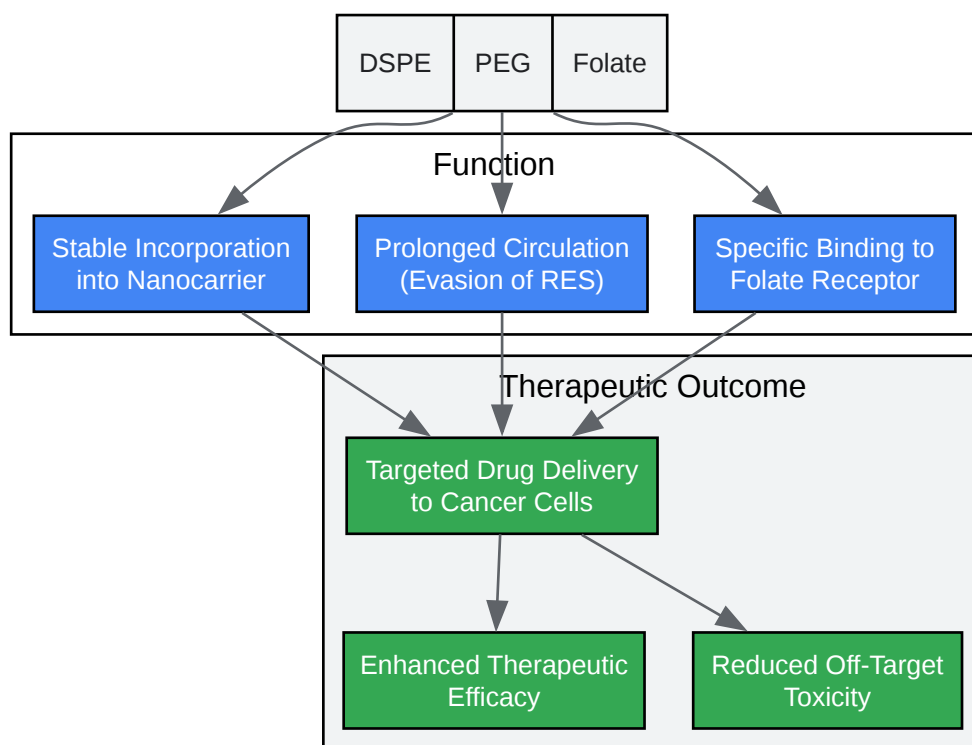 DSPE PEG Folate
Function
Stable Incorporation
into Nanocarrier
Prolonged Circulation
(Evasion of RES)
Specific Binding to
Folate Receptor
Therapeutic Outcome
Targeted Drug Delivery
to Cancer Cells
Enhanced Therapeutic
Efficacy
Reduced Off-Target
Toxicity